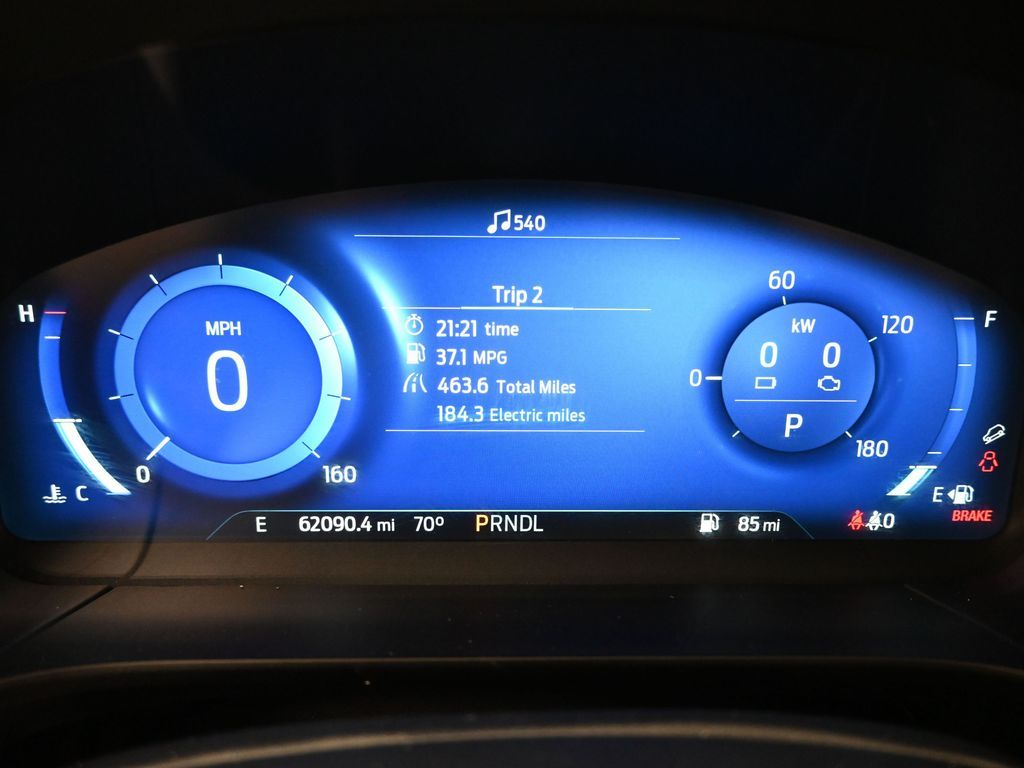 540
Trip 2
21:21 time
37.1 MPG
463.6 Total Miles
184.3 Electric miles
H
C
MPH
0
0 160
60
0 120
180
kW
0 0
P
F
E
E 62090.4 mi 70° PRNDL 85 mi
0
BRAKE